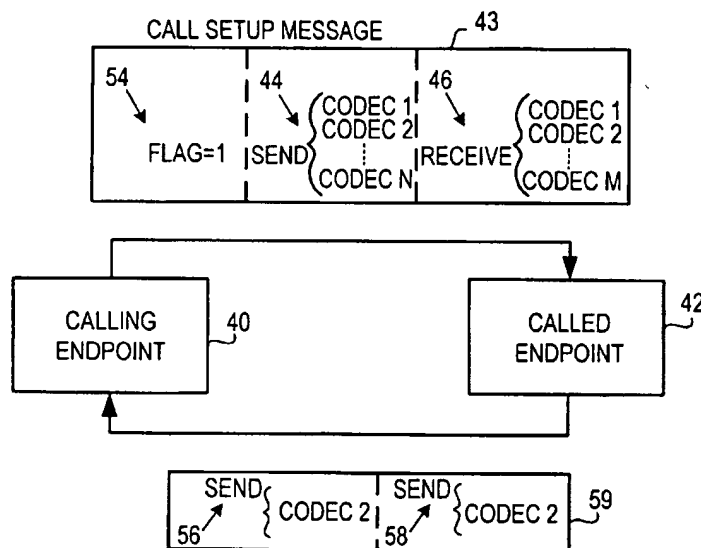 CALL SETUP MESSAGE
43
54
44
46
FLAG=1
SEND
CODEC 1
CODEC 2
CODEC N
RECEIVE
CODEC 1
CODEC 2
CODEC M
CALLING
ENDPOINT
40
CALLED
ENDPOINT
42
SEND
CODEC 2
56
SEND
CODEC 2
58
59